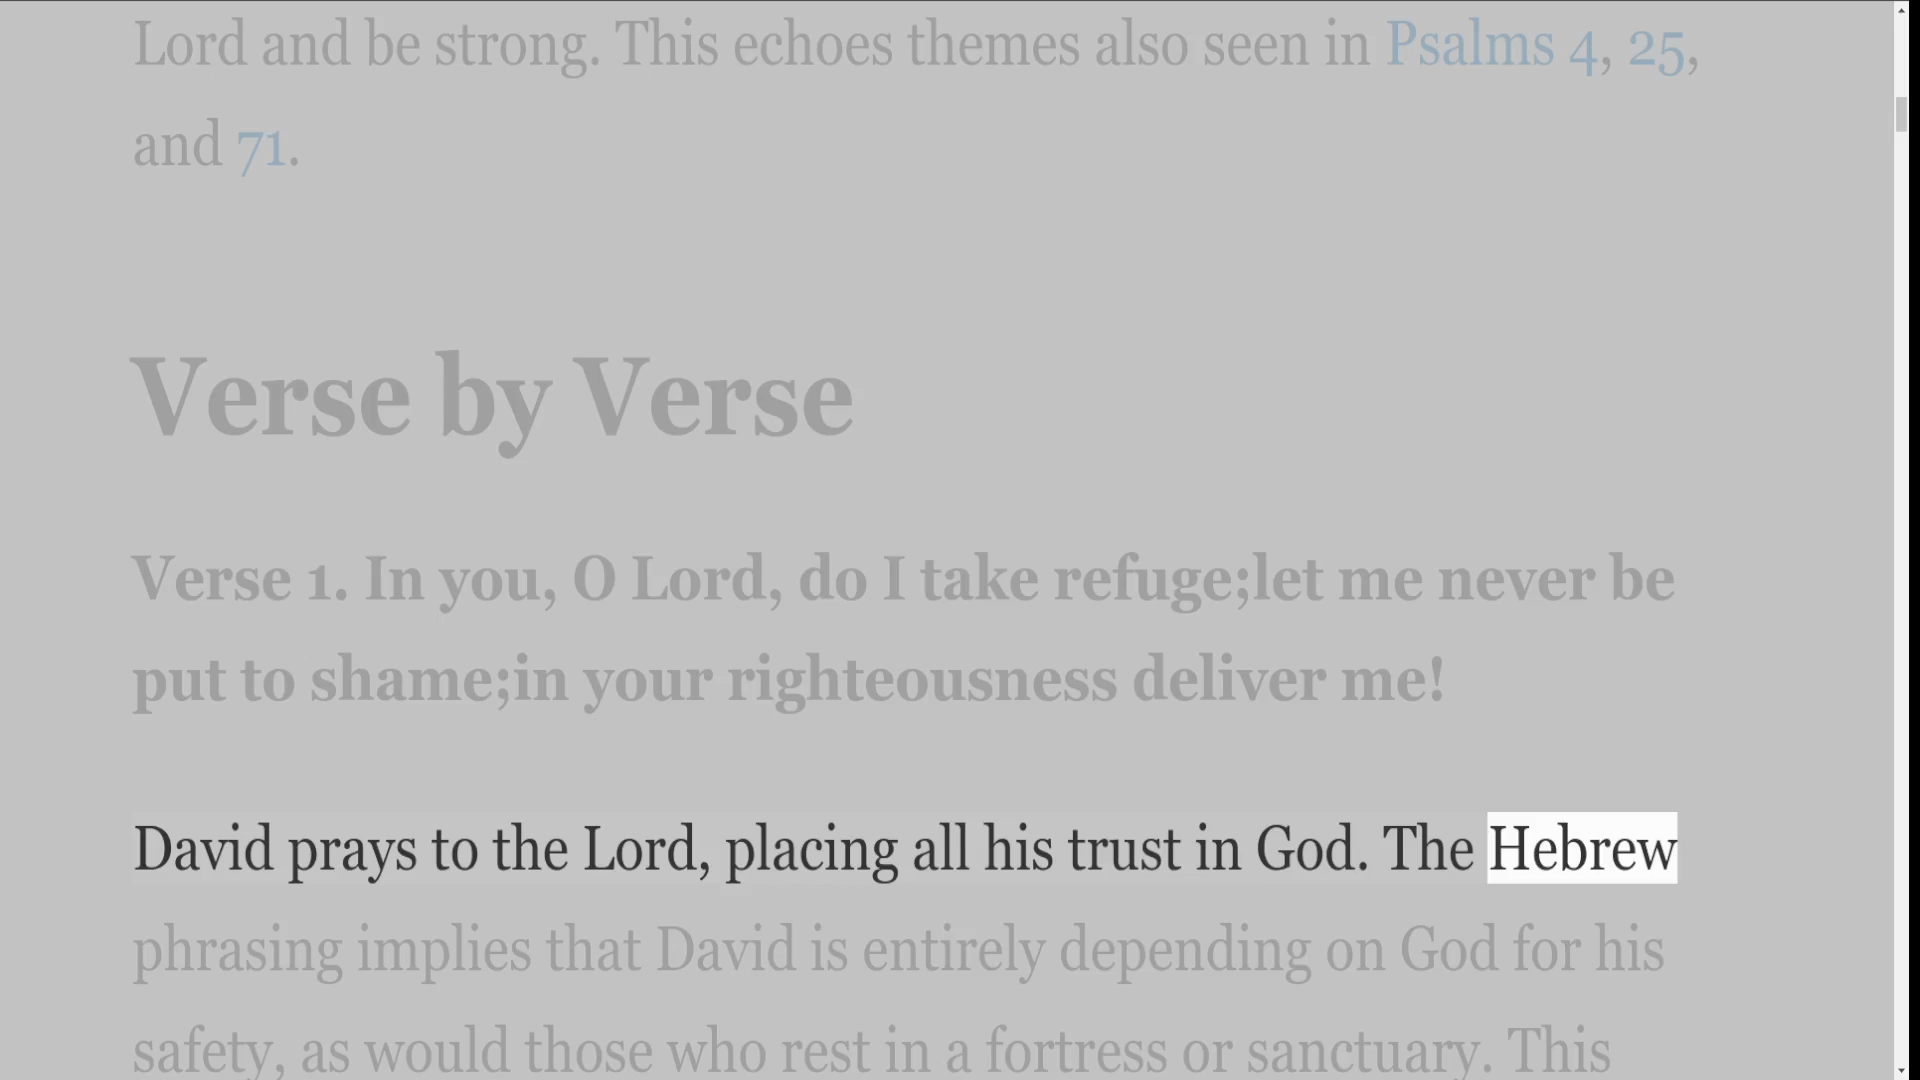 Lord and be strong. This echoes themes also seen in Psalms 4, 25,
and 71.
Verse by Verse
Verse 1. In you, O Lord, do I take refuge;let me never be
put to shame;in your righteousness deliver me!
David prays to the Lord, placing all his trust in God. The Hebrew
phrasing implies that David is entirely depending on God for his
safety, as would those who rest in a fortress or sanctuary. This